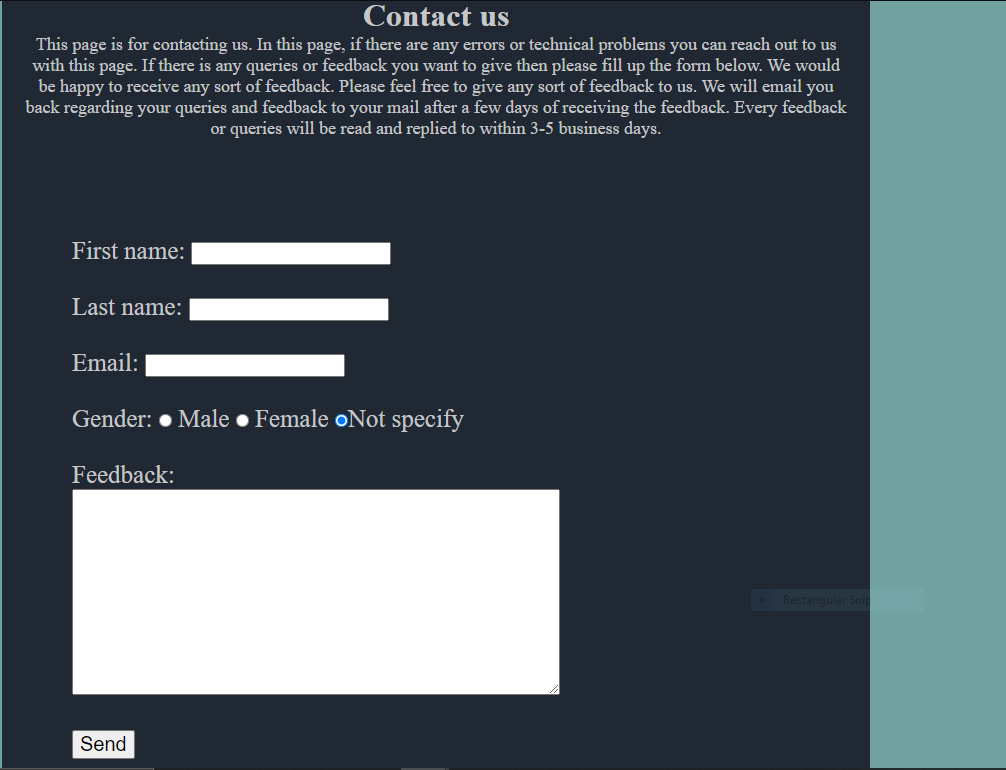 Contact us
This page is for contacting us. In this page, if there are any errors or technical problems you can reach out to us
with this page. If there is any queries or feedback you want to give then please fill up the form below. We would
be happy to receive any sort of feedback. Please feel free to give any sort of feedback to us. We will email you
back regarding your queries and feedback to your mail after a few days of receiving the feedback. Every feedback
or queries will be read and replied to within 3-5 business days.
First name:
Last name:
Email:
Gender: Male Female Not specify
Feedback:
Rectangular Snip
Send